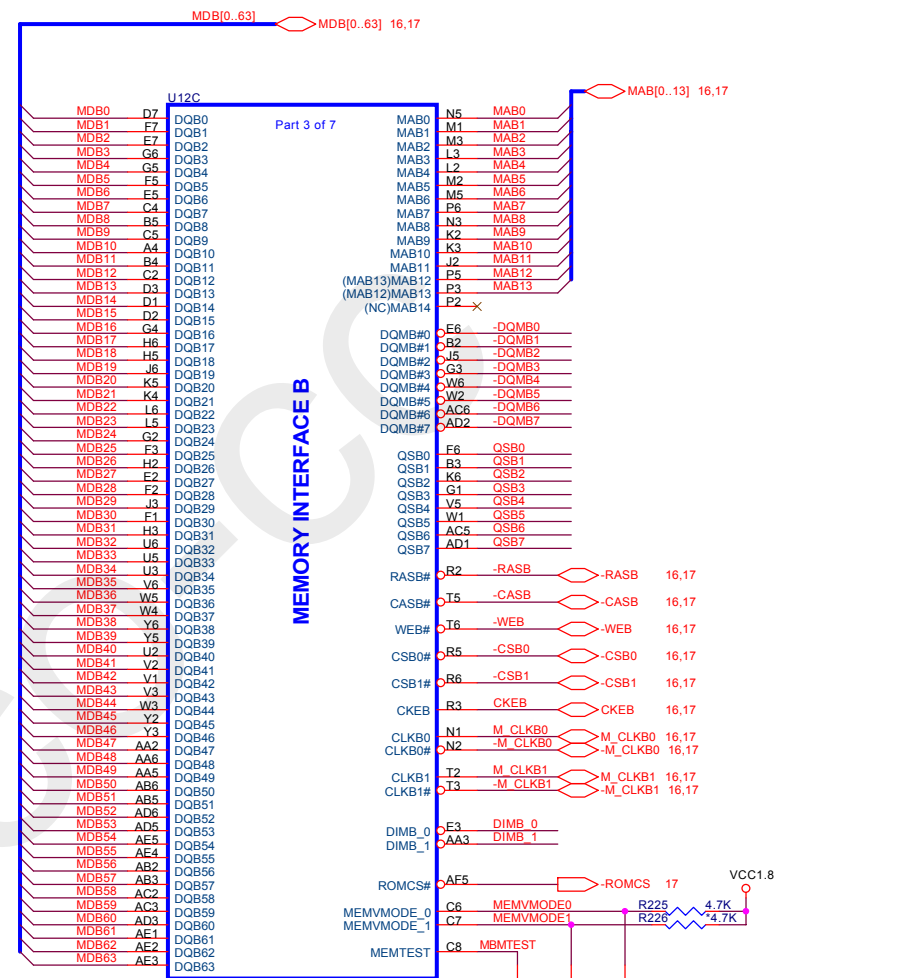 MDB[0..63]
MDB[0..63] 16,17
MAB[0..13] 16,17
U12C
Part 3 of 7
MEMORY INTERFACE B
MDB0 D7 DQB0 MAB0 N5 MAB0
MDB1 F7 DQB1 MAB1 M1 MAB1
MDB2 E7 DQB2 MAB2 M3 MAB2
MDB3 G6 DQB3 MAB3 L3 MAB3
MDB4 G5 DQB4 MAB4 L2 MAB4
MDB5 F5 DQB5 MAB5 M2 MAB5
MDB6 E5 DQB6 MAB6 M5 MAB6
MDB7 C4 DQB7 MAB7 P6 MAB7
MDB8 B5 DQB8 MAB8 N3 MAB8
MDB9 C5 DQB9 MAB9 K2 MAB9
MDB10 A4 DQB10 MAB10 K3 MAB10
MDB11 B4 DQB11 MAB11 J2 MAB11
MDB12 C2 DQB12 (MAB13)MAB12 P5 MAB12
MDB13 D3 DQB13 (MAB12)MAB13 P3 MAB13
MDB14 D1 DQB14 (NC)MAB14 P2
MDB15 D2 DQB15
MDB16 G4 DQB16 DQMB#0 E6 -DQMB0
MDB17 H6 DQB17 DQMB#1 B2 -DQMB1
MDB18 H5 DQB18 DQMB#2 J5 -DQMB2
MDB19 J6 DQB19 DQMB#3 G3 -DQMB3
MDB20 K5 DQB20 DQMB#4 W6 -DQMB4
MDB21 K4 DQB21 DQMB#5 W2 -DQMB5
MDB22 L6 DQB22 DQMB#6 AC6 -DQMB6
MDB23 L5 DQB23 DQMB#7 AD2 -DQMB7
MDB24 G2 DQB24
MDB25 F3 DQB25 QSB0 F6 QSB0
MDB26 H2 DQB26 QSB1 B3 QSB1
MDB27 E2 DQB27 QSB2 K6 QSB2
MDB28 F2 DQB28 QSB3 G1 QSB3
MDB29 J3 DQB29 QSB4 V5 QSB4
MDB30 F1 DQB30 QSB5 W1 QSB5
MDB31 H3 DQB31 QSB6 AC5 QSB6
MDB32 U6 DQB32 QSB7 AD1 QSB7
MDB33 U5 DQB33
MDB34 U3 DQB34 RASB# R2 -RASB -RASB 16,17
MDB35 V6 DQB35
MDB36 W5 DQB36 CASB# T5 -CASB -CASB 16,17
MDB37 W4 DQB37
MDB38 Y6 DQB38 WEB# T6 -WEB -WEB 16,17
MDB39 Y5 DQB39
MDB40 U2 DQB40 CSB0# R5 -CSB0 -CSB0 16,17
MDB41 V2 DQB41
MDB42 V1 DQB42 CSB1# R6 -CSB1 -CSB1 16,17
MDB43 V3 DQB43
MDB44 W3 DQB44 CKEB R3 CKEB CKEB 16,17
MDB45 Y2 DQB45
MDB46 Y3 DQB46 CLKB0 N1 M_CLKB0 M_CLKB0 16,17
MDB47 AA2 DQB47 CLKB0# N2 -M_CLKB0 -M_CLKB0 16,17
MDB48 AA6 DQB48
MDB49 AA5 DQB49 CLKB1 T2 M_CLKB1 M_CLKB1 16,17
MDB50 AB6 DQB50 CLKB1# T3 -M_CLKB1 -M_CLKB1 16,17
MDB51 AB5 DQB51
MDB52 AD6 DQB52
MDB53 AD5 DQB53 DIMB_0 E3 DIMB_0
MDB54 AE5 DQB54 DIMB_1 AA3 DIMB_1
MDB55 AE4 DQB55
MDB56 AB2 DQB56
MDB57 AB3 DQB57 ROMCS# AF5 -ROMCS 17
VCC1.8
MDB58 AC2 DQB58
MDB59 AC3 DQB59 MEMVMODE_0 C6 MEMVMODE0 R225 4.7K
MDB60 AD3 DQB60 MEMVMODE_1 C7 MEMVMODE1 R226 *4.7K
MDB61 AE1 DQB61
MDB62 AE2 DQB62 MEMTEST C8 MBMTEST
MDB63 AE3 DQB63